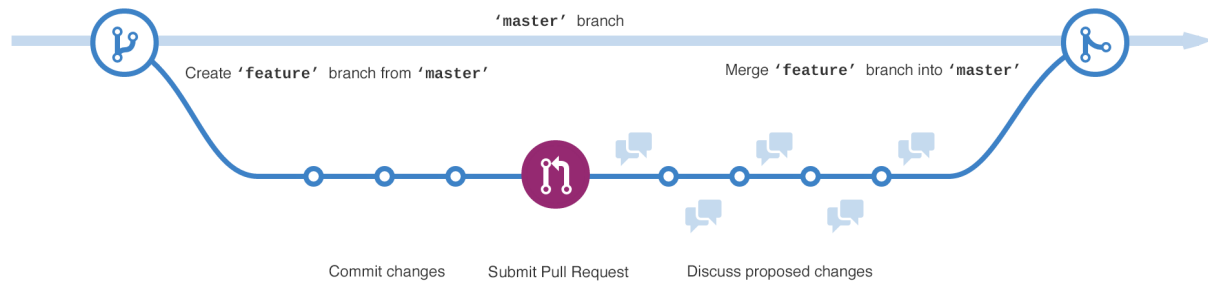 ‘master’ branch
Create ‘feature’ branch from ‘master’
Merge ‘feature’ branch into ‘master’
Commit changes
Submit Pull Request
Discuss proposed changes